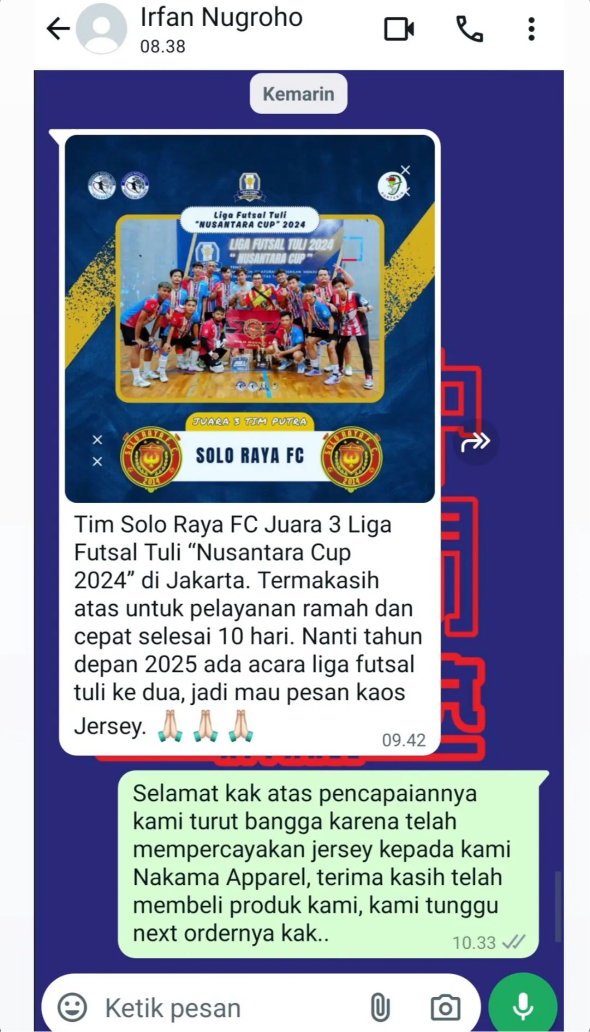 Irfan Nugroho
08.38
Kemarin
Liga Futsal Tuli
"NUSANTARA CUP" 2024
LIGA FUTSAL TULI 2024
" NUSANTARA CUP "
JUARA 3 TIM PUTRA
SOLO RAYA FC
SOLO RAYA FC
2014
SOLO RAYA FC
2014
Tim Solo Raya FC Juara 3 Liga
Futsal Tuli “Nusantara Cup
2024” di Jakarta. Termakasih
atas untuk pelayanan ramah dan
cepat selesai 10 hari. Nanti tahun
depan 2025 ada acara liga futsal
tuli ke dua, jadi mau pesan kaos
Jersey. 🙏🏻 🙏🏻 🙏🏻
09.42
Selamat kak atas pencapaiannya
kami turut bangga karena telah
mempercayakan jersey kepada kami
Nakama Apparel, terima kasih telah
membeli produk kami, kami tunggu
next ordernya kak..
10.33
Ketik pesan